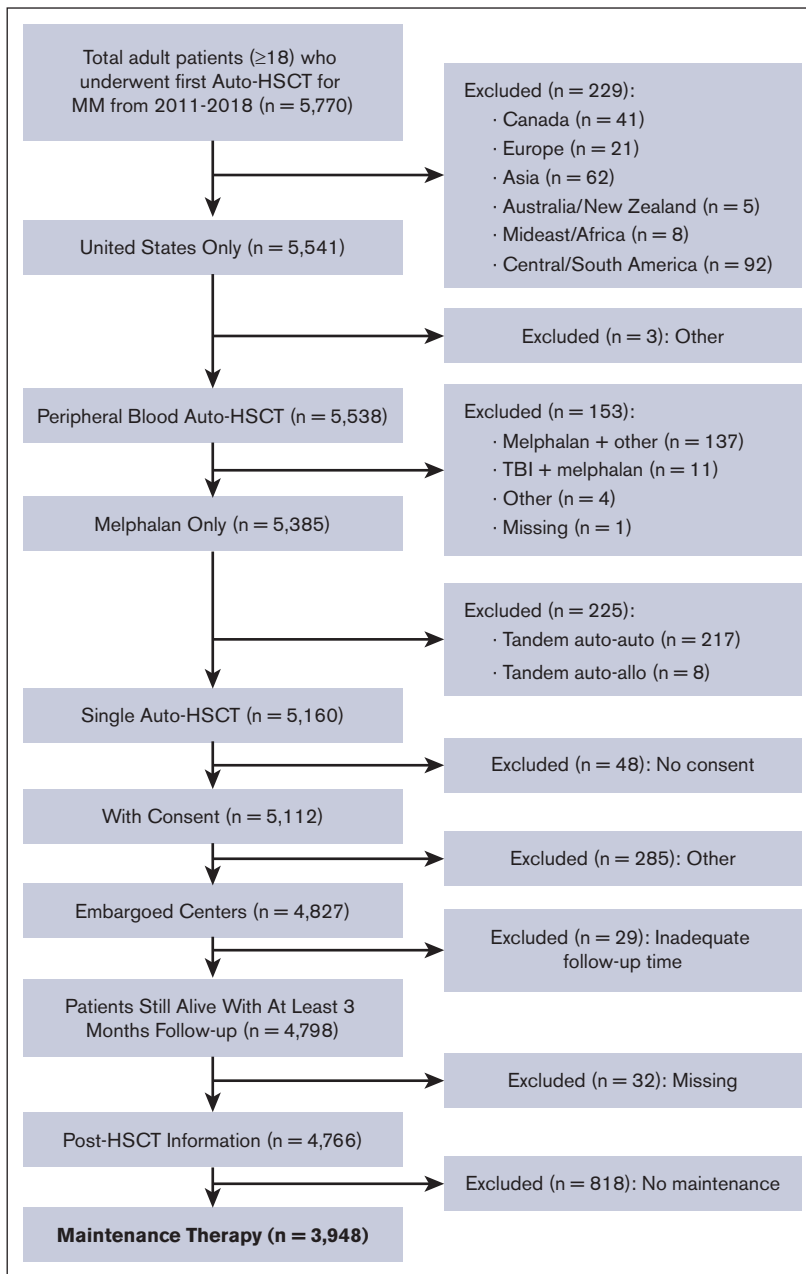 Total adult patients (≥18) who
underwent first Auto-HSCT for
MM from 2011-2018 (n = 5,770)
Excluded (n = 229):
· Canada (n = 41)
· Europe (n = 21)
· Asia (n = 62)
· Australia/New Zealand (n = 5)
· Mideast/Africa (n = 8)
· Central/South America (n = 92)
United States Only (n = 5,541)
Excluded (n = 3): Other
Peripheral Blood Auto-HSCT (n = 5,538)
Excluded (n = 153):
· Melphalan + other (n = 137)
· TBI + melphalan (n = 11)
· Other (n = 4)
· Missing (n = 1)
Melphalan Only (n = 5,385)
Excluded (n = 225):
· Tandem auto-auto (n = 217)
· Tandem auto-allo (n = 8)
Single Auto-HSCT (n = 5,160)
Excluded (n = 48): No consent
With Consent (n = 5,112)
Excluded (n = 285): Other
Embargoed Centers (n = 4,827)
Excluded (n = 29): Inadequate
follow-up time
Patients Still Alive With At Least 3
Months Follow-up (n = 4,798)
Excluded (n = 32): Missing
Post-HSCT Information (n = 4,766)
Excluded (n = 818): No maintenance
Maintenance Therapy (n = 3,948)